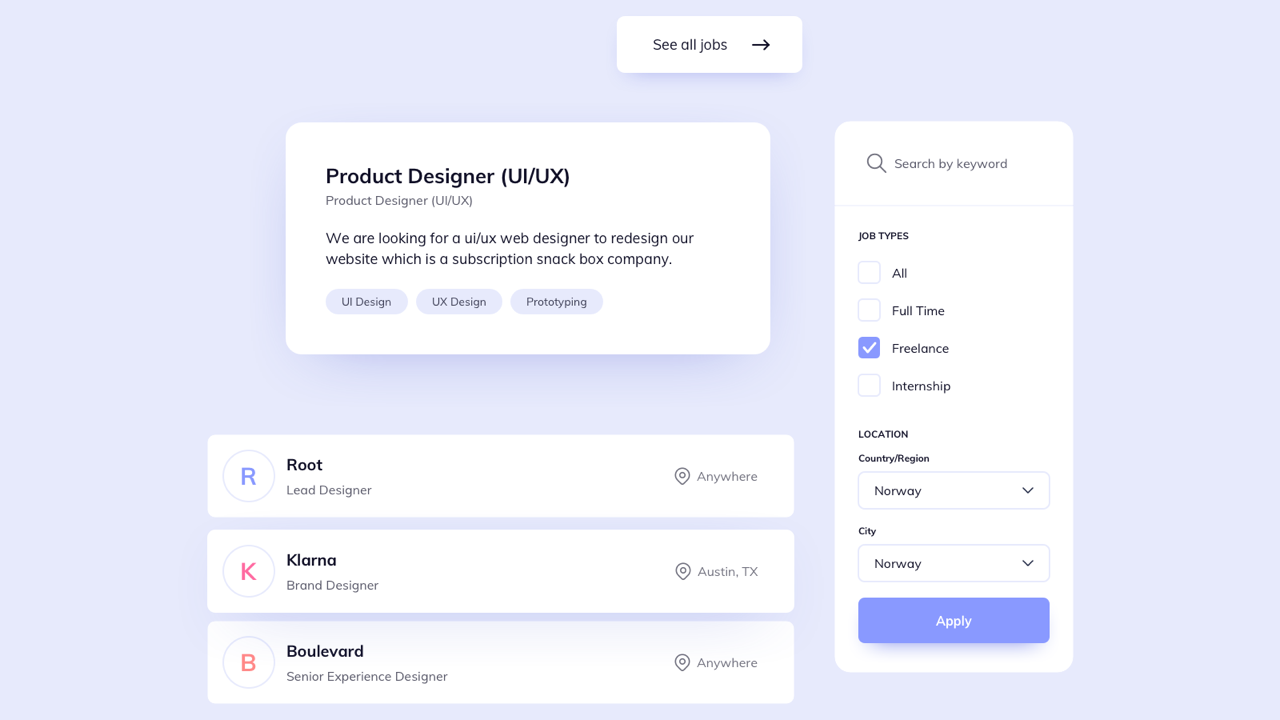 See all jobs
Product Designer (UI/UX)
Product Designer (UI/UX)
We are looking for a ui/ux web designer to redesign our
website which is a subscription snack box company.
UI Design
UX Design
Prototyping
R
Root
Lead Designer
Anywhere
K
Klarna
Brand Designer
Austin, TX
B
Boulevard
Senior Experience Designer
Anywhere
Search by keyword
JOB TYPES
All
Full Time
Freelance
Internship
LOCATION
Country/Region
Norway
City
Norway
Apply